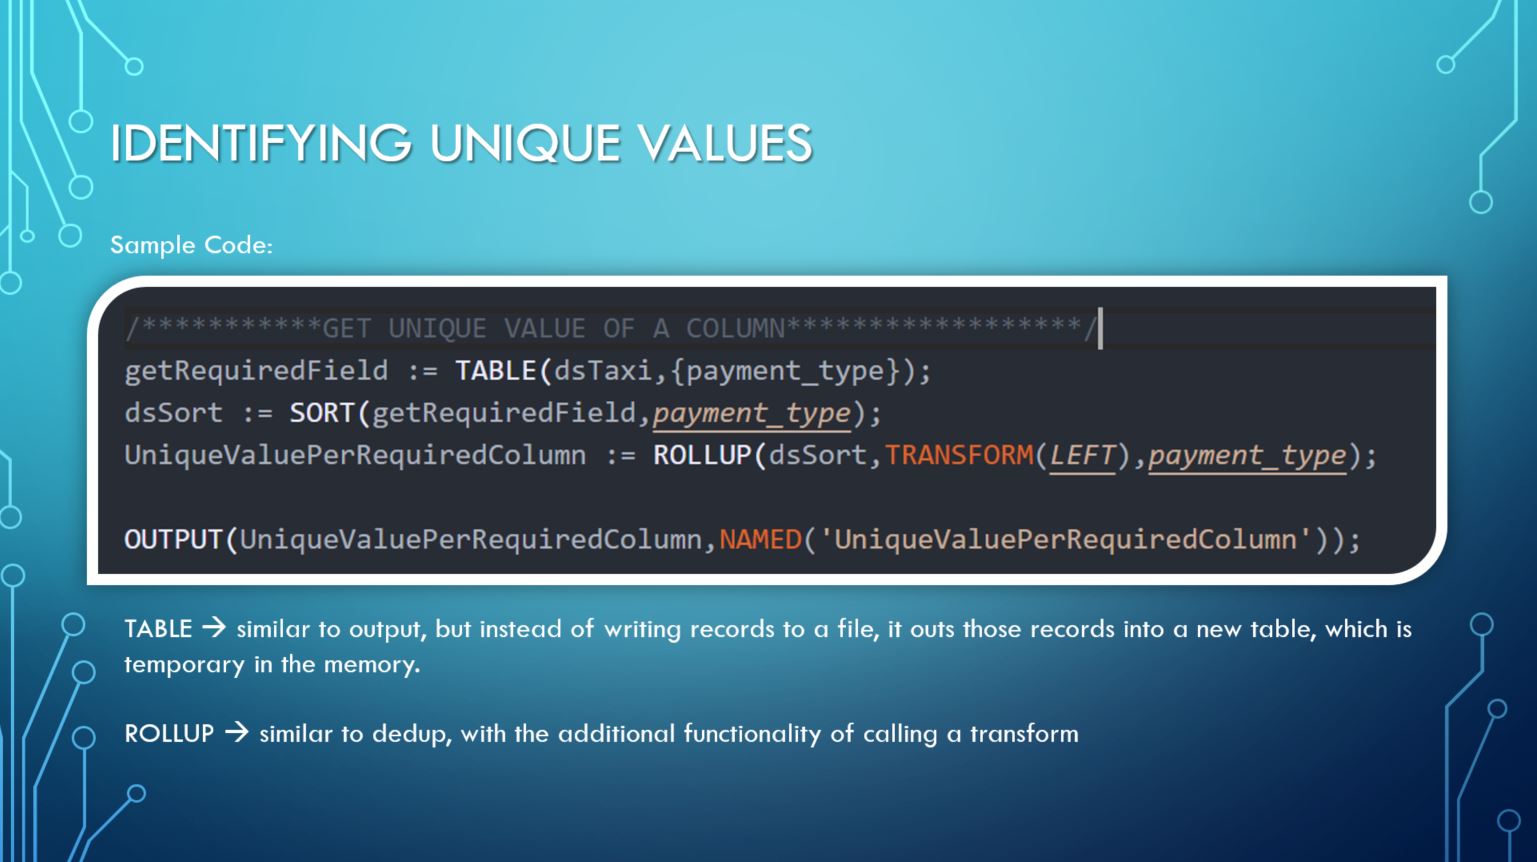 IDENTIFYING UNIQUE VALUES
Sample Code:
/***********GET UNIQUE VALUE OF A COLUMN******************/
getRequiredField := TABLE(dsTaxi,{payment_type});
dsSort := SORT(getRequiredField,payment_type);
UniqueValuePerRequiredColumn := ROLLUP(dsSort,TRANSFORM(LEFT),payment_type);
OUTPUT(UniqueValuePerRequiredColumn,NAMED('UniqueValuePerRequiredColumn'));
TABLE → similar to output, but instead of writing records to a file, it outs those records into a new table, which is
temporary in the memory.
ROLLUP → similar to dedup, with the additional functionality of calling a transform